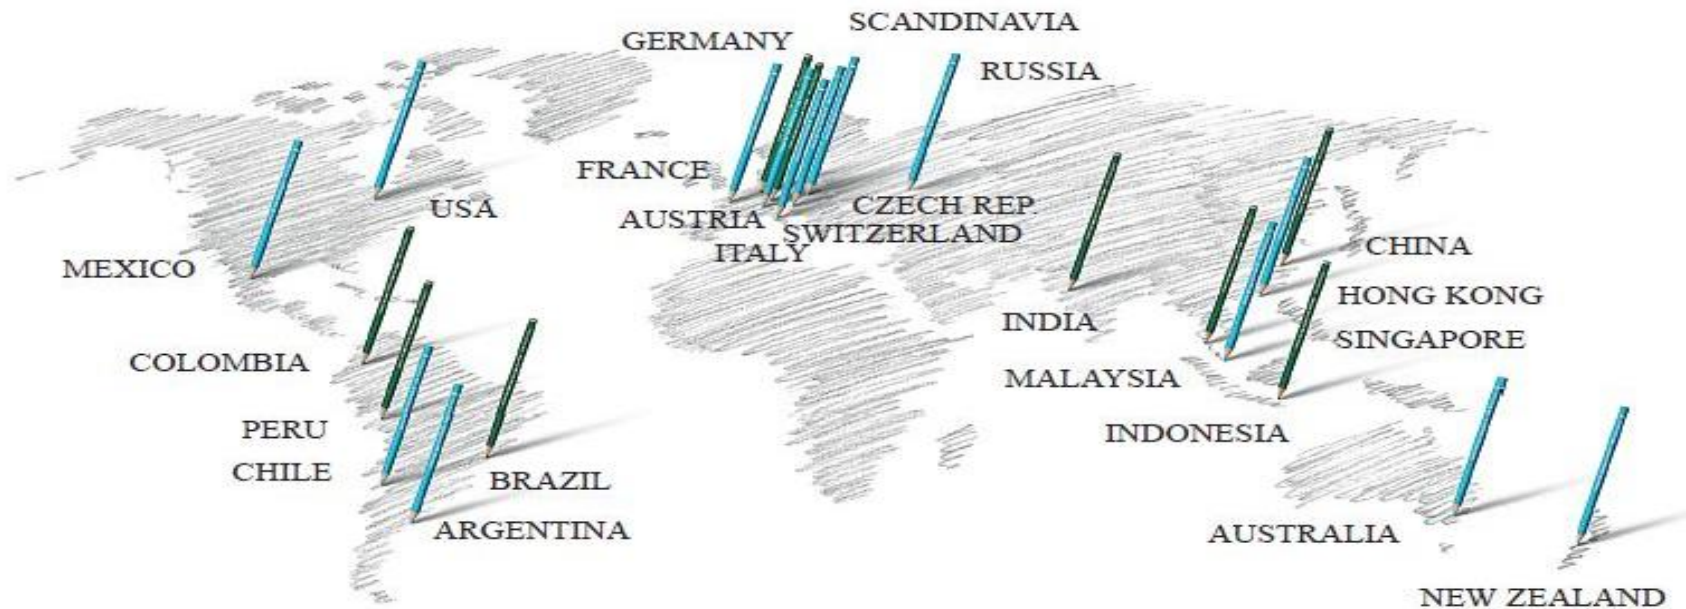 SCANDINAVIA
GERMANY
RUSSIA
FRANCE
USA
AUSTRIA
CZECH REP.
SWITZERLAND
ITALY
MEXICO
CHINA
HONG KONG
INDIA
SINGAPORE
COLOMBIA
MALAYSIA
PERU
INDONESIA
CHILE
BRAZIL
ARGENTINA
AUSTRALIA
NEW ZEALAND